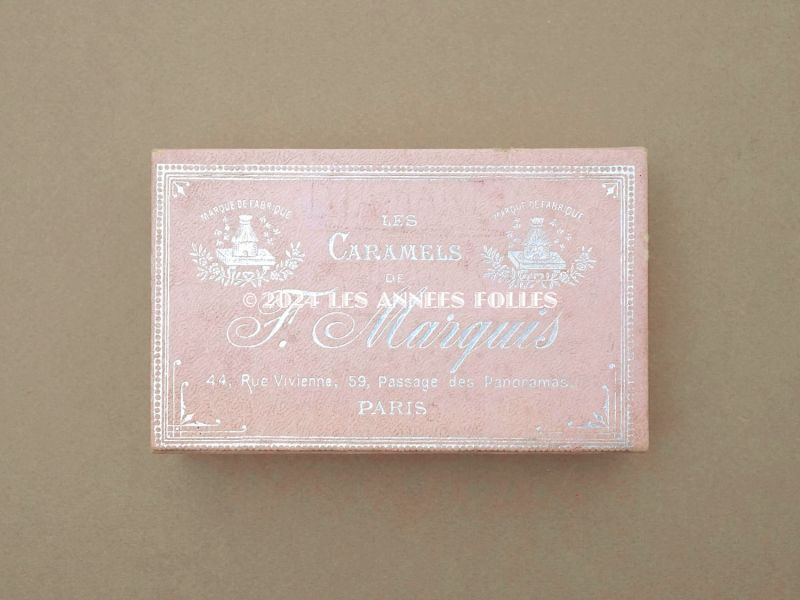 MARQUE DE FABRIQUE
MARQUE DE FABRIQUE
LES
CARAMELS
DE
© 2024 LES ANNÉES FOLLES
F. Marquis
44, Rue Vivienne, 59, Passage des Panoramas.
PARIS